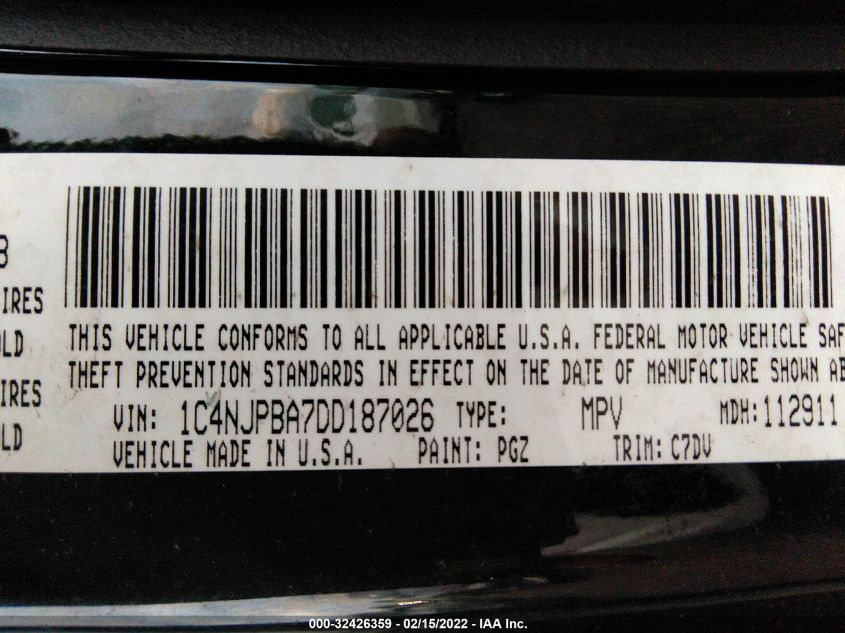 8
IRES
OLD
IRES
LD
THIS VEHICLE CONFORMS TO ALL APPLICABLE U.S.A. FEDERAL MOTOR VEHICLE SAF
THEFT PREVENTION STANDARDS IN EFFECT ON THE DATE OF MANUFACTURE SHOWN AB
VIN: 1C4NJPBA7DD187026 TYPE: MPV MDH:112911
VEHICLE MADE IN U.S.A. PAINT: PGZ TRIM: C7DV
000-32426359 - 02/15/2022 - IAA Inc.